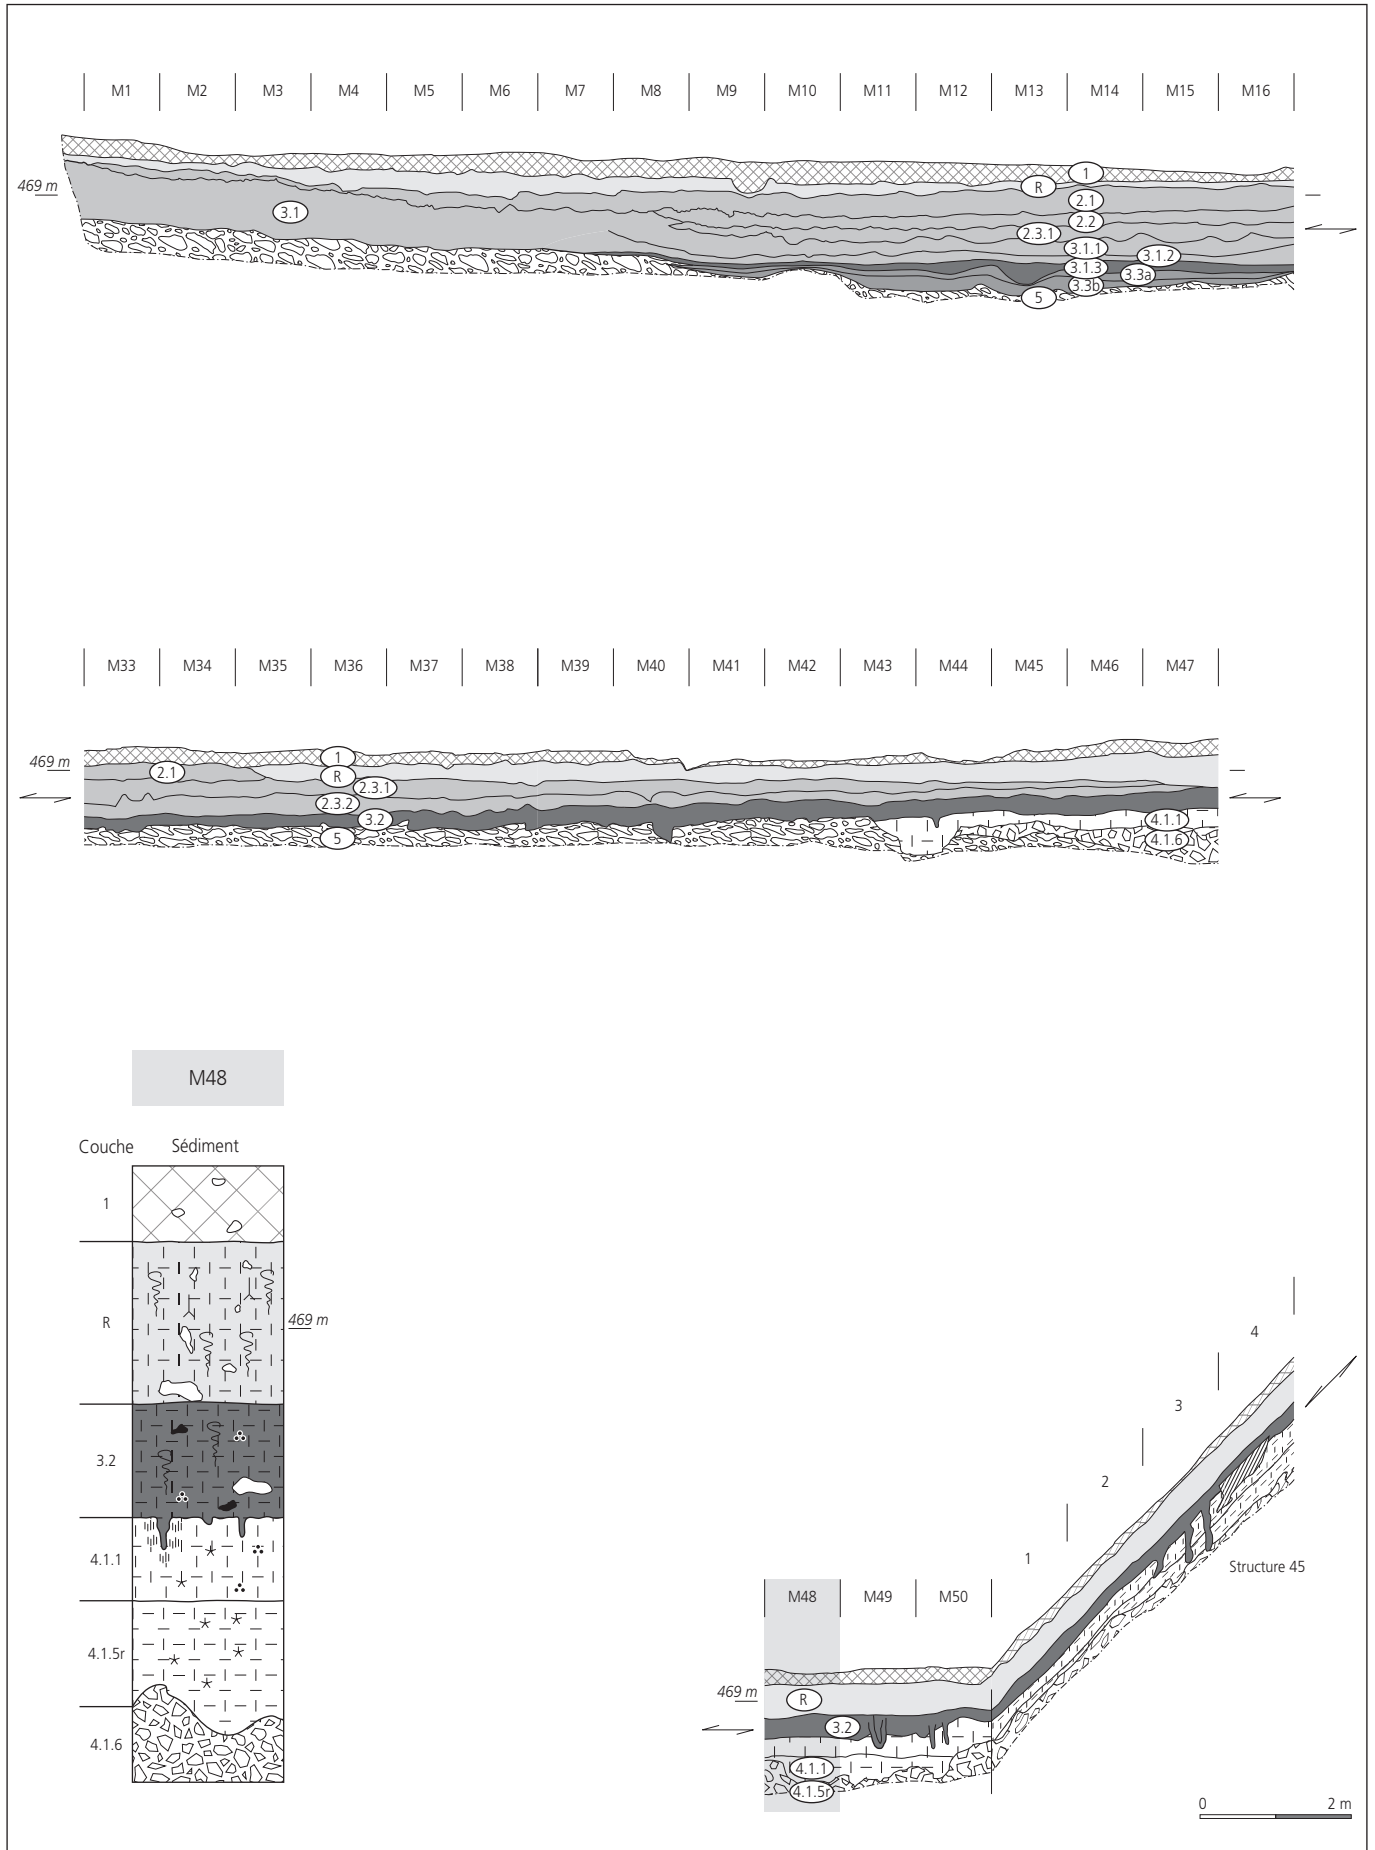 M1 M2 M3 M4 M5 M6 M7 M8 M9 M10 M11 M12 M13 M14 M15 M16
1
469 m
R
2.1
3.1
2.2
2.3.1
3.1.1
3.1.2
3.1.3
3.3a
3.3b
5
M33 M34 M35 M36 M37 M38 M39 M40 M41 M42 M43 M44 M45 M46 M47
1
469 m
2.1
R
2.3.1
2.3.2
3.2
4.1.1
5
4.1.6
M48
Couche Sédiment
1
R
469 m
3.2
4.1.1
4.1.5r
4.1.6
4
3
2
1
Structure 45
M48 M49 M50
469 m
R
3.2
4.1.1
4.1.5r
0 2 m